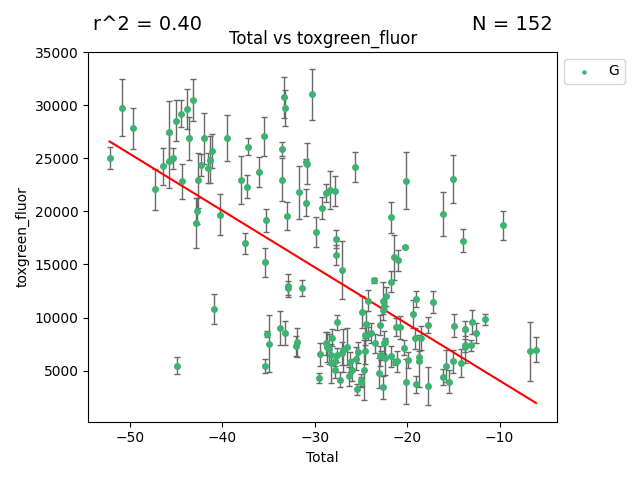 r^2 = 0.40
N = 152
Total vs toxgreen_fluor
G
35000
30000
25000
20000
15000
10000
5000
toxgreen_fluor
−50
−40
−30
−20
−10
Total